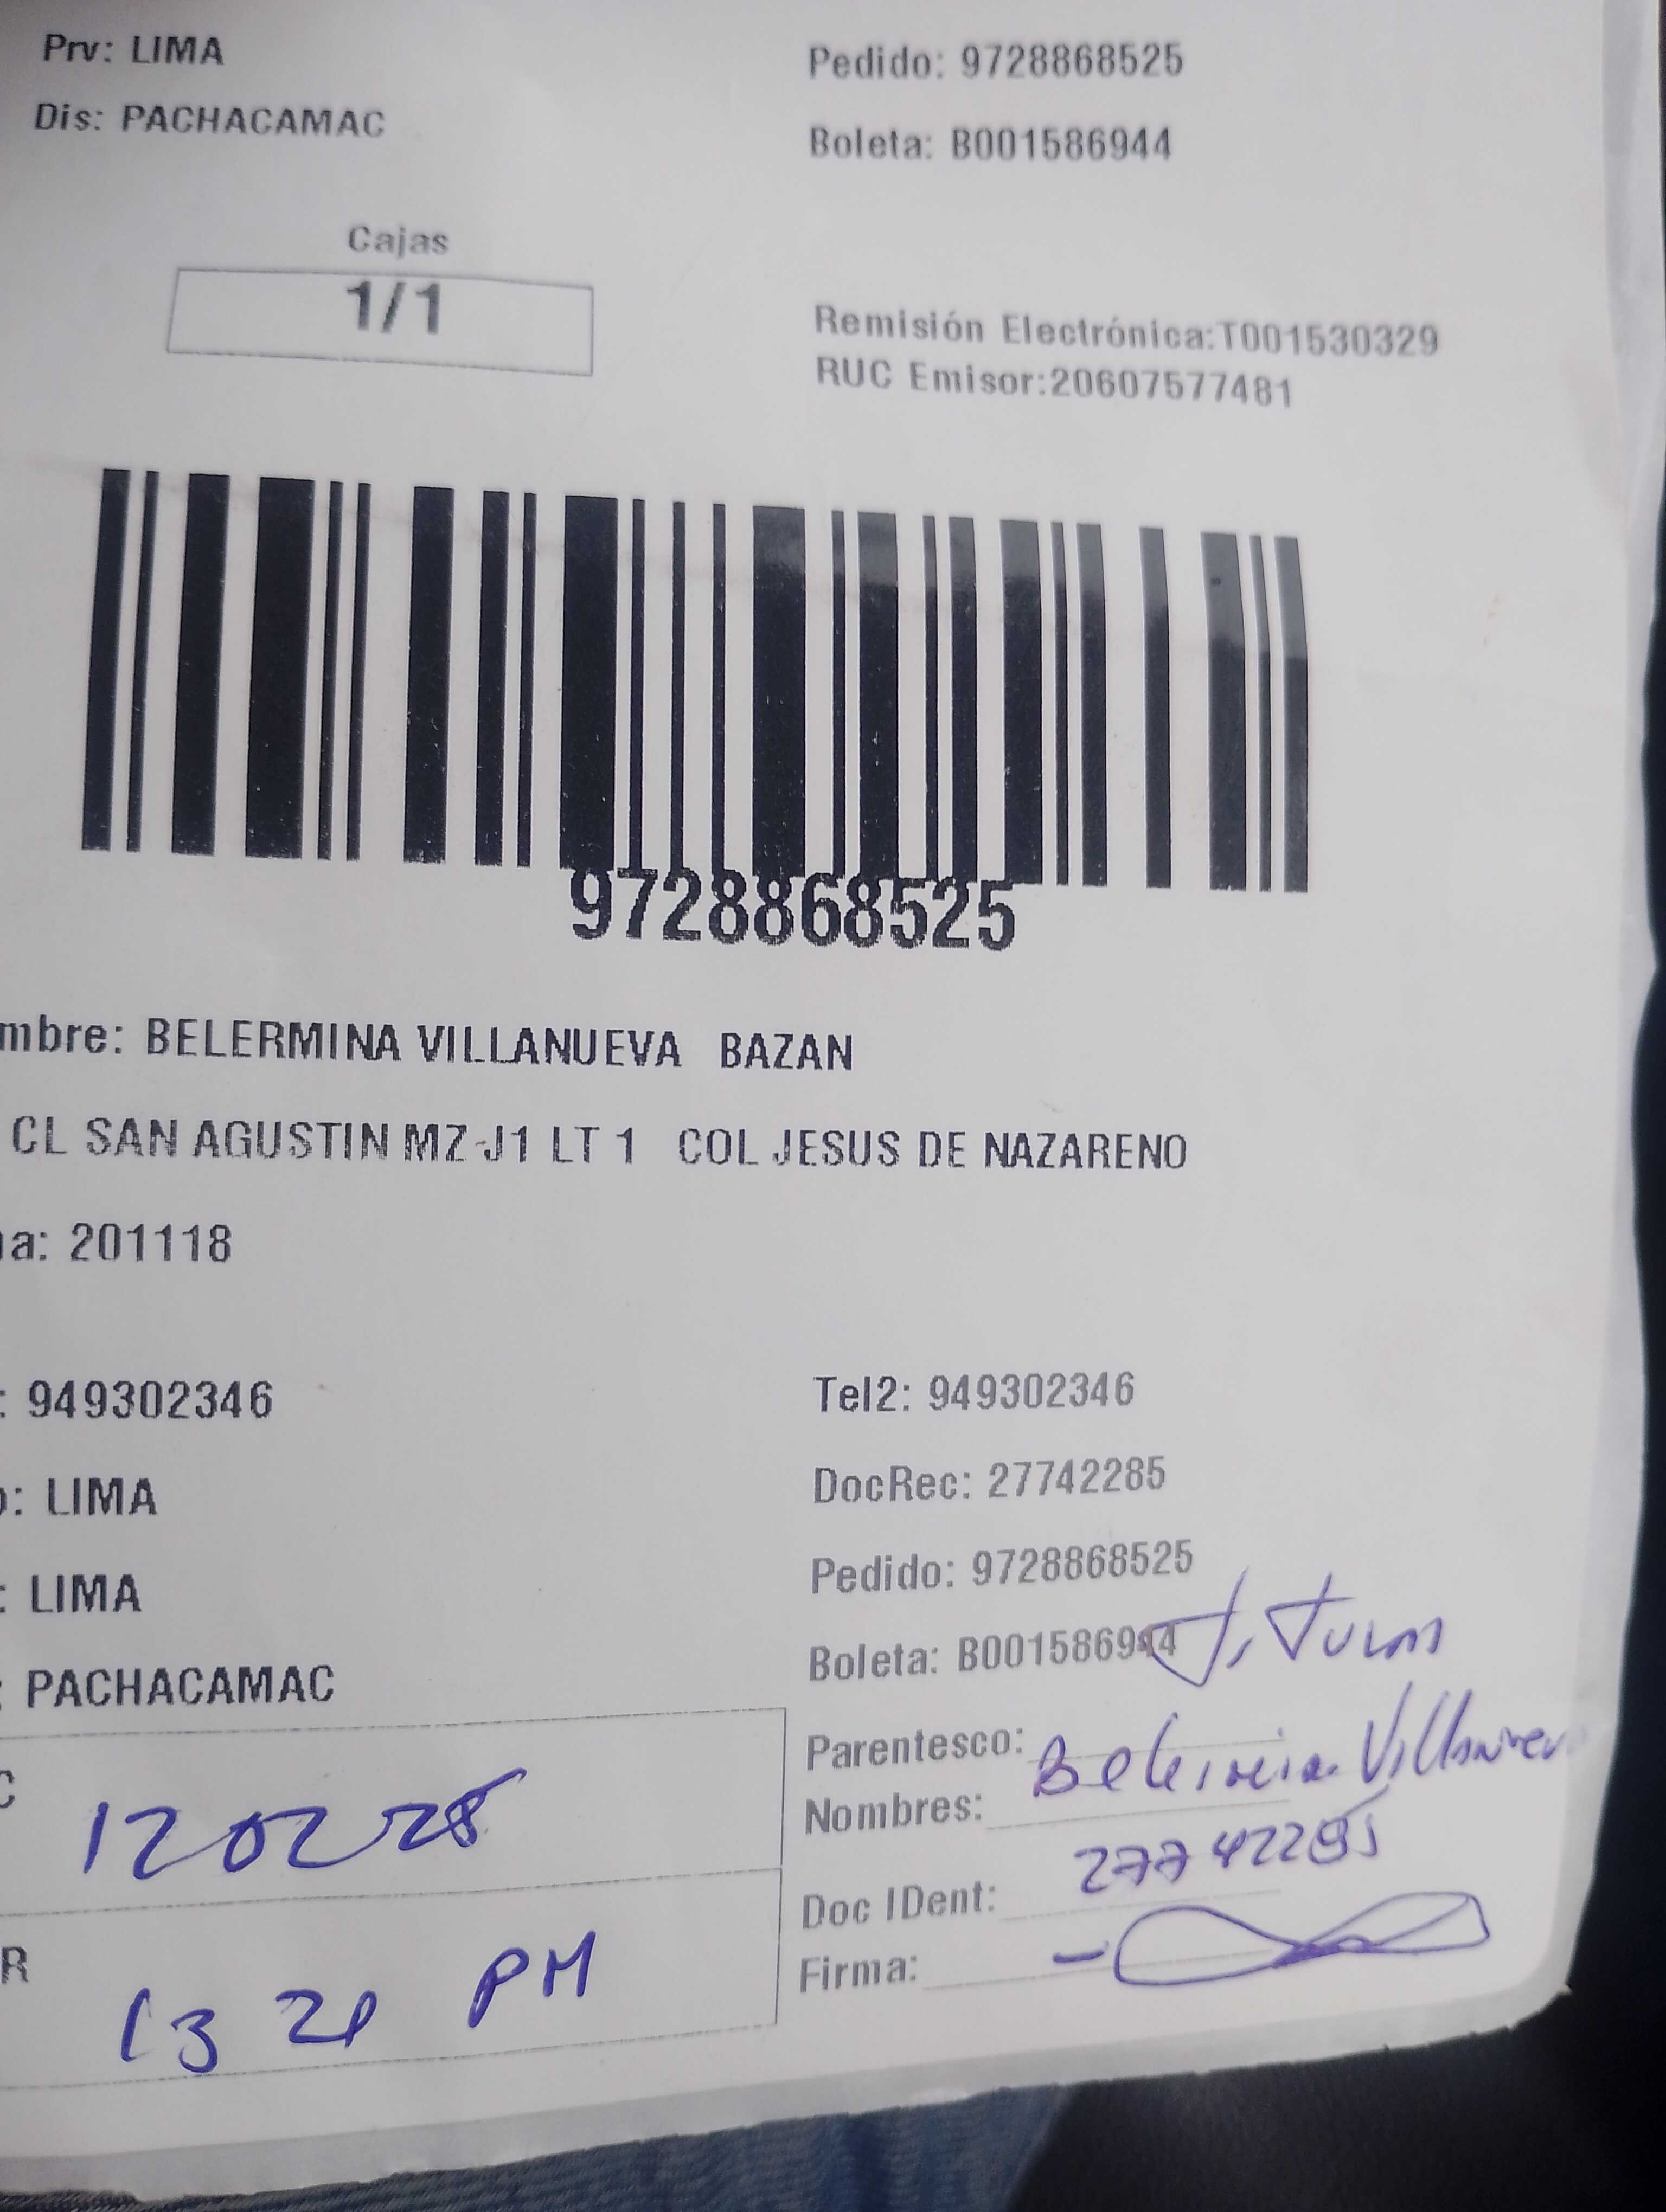 Prv: LIMA
Pedido: 9728868525
Dis: PACHACAMAC
Boleta: B001586944
Cajas
1/1
Remisión Electrónica:T001530329
RUC Emisor:20607577481
9728868525
mbre: BELERMINA VILLANUEVA BAZAN
CL SAN AGUSTIN MZ-J1 LT 1 COL JESUS DE NAZARENO
a: 201118
: 949302346
Tel2: 949302346
: LIMA
DocRec: 27742285
: LIMA
Pedido: 9728868525
: PACHACAMAC
Boleta: B001586944
Parentesco:
C
Nombres: Villanuev
Doc IDent: 27742285
R
PM
Firma: